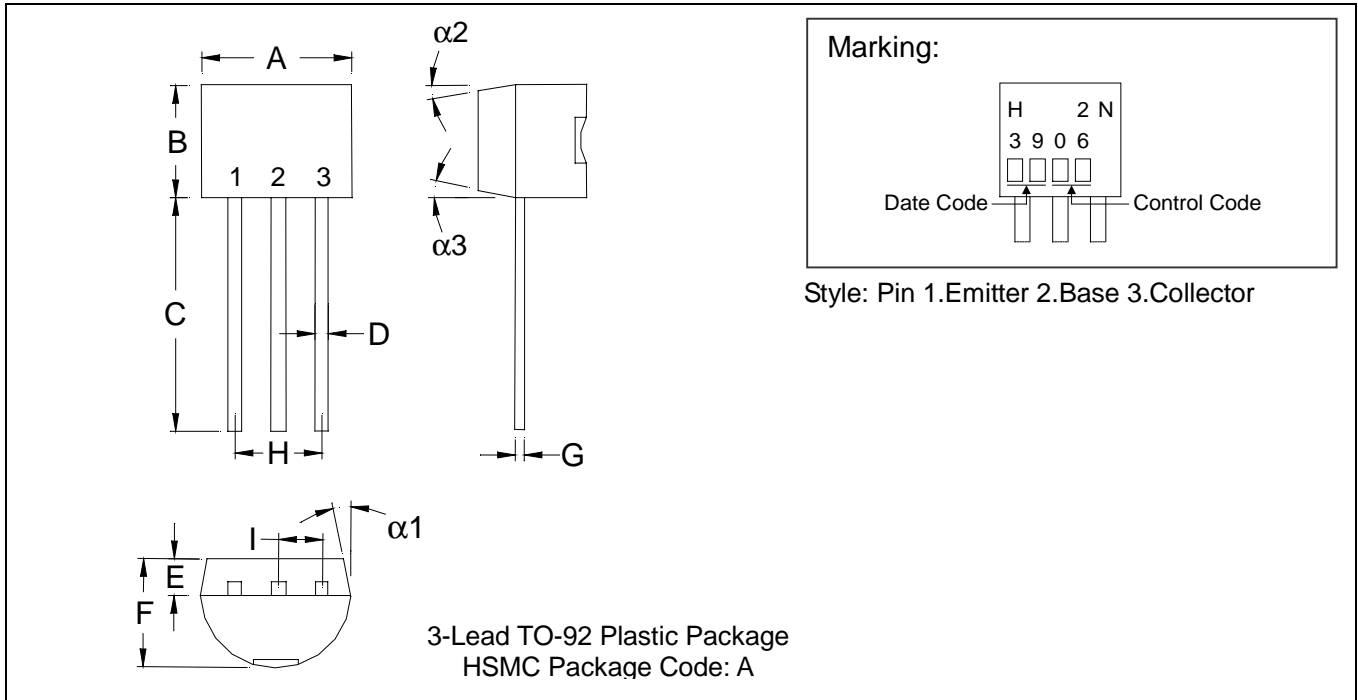 A
B
1 2 3
C
D
H
α2
α3
G
I
α1
E
F
3-Lead TO-92 Plastic Package
HSMC Package Code: A
Marking:
H 2 N
3 9 0 6
Date Code
Control Code
Style: Pin 1.Emitter 2.Base 3.Collector